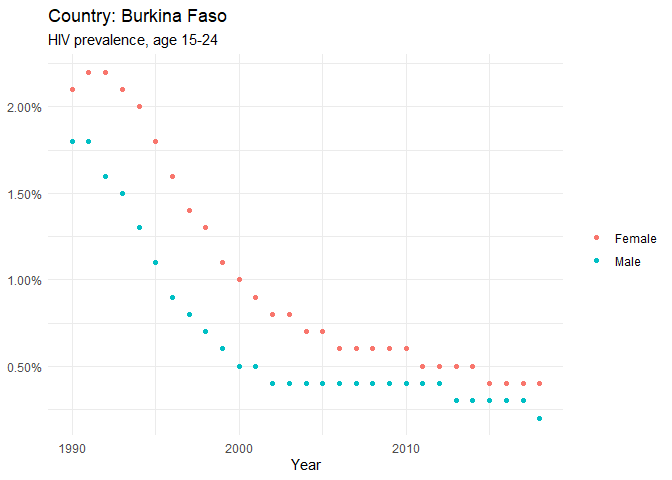 Country: Burkina Faso
HIV prevalence, age 15-24
2.00%
1.50%
1.00%
0.50%
Female
Male
1990 2000 2010
Year